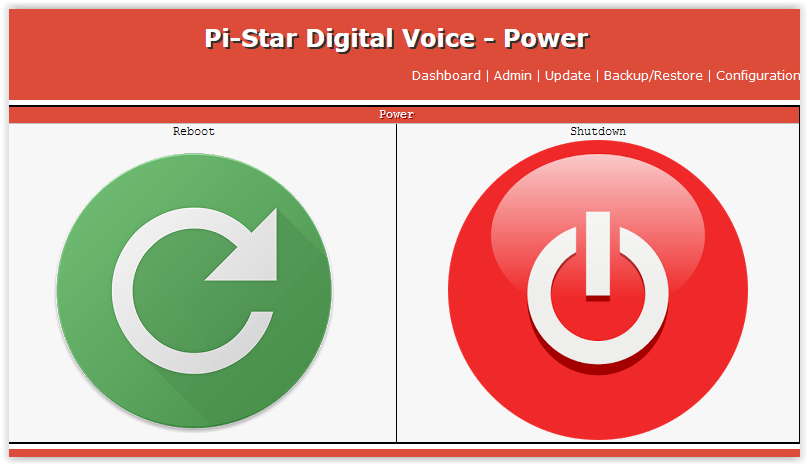 Pi-Star Digital Voice – Power
Dashboard | Admin | Update | Backup/Restore | Configuration
Power
Reboot
Shutdown